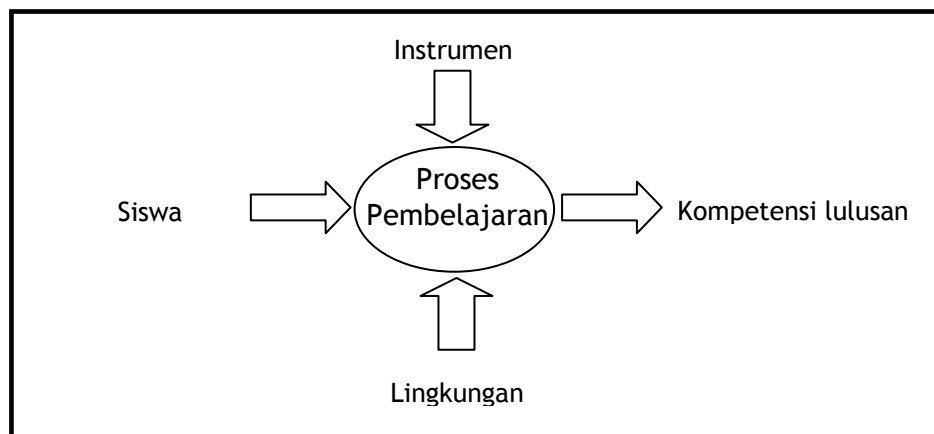 Instrumen
Proses
Siswa
Pembelajaran
Kompetensi lulusan
Lingkungan